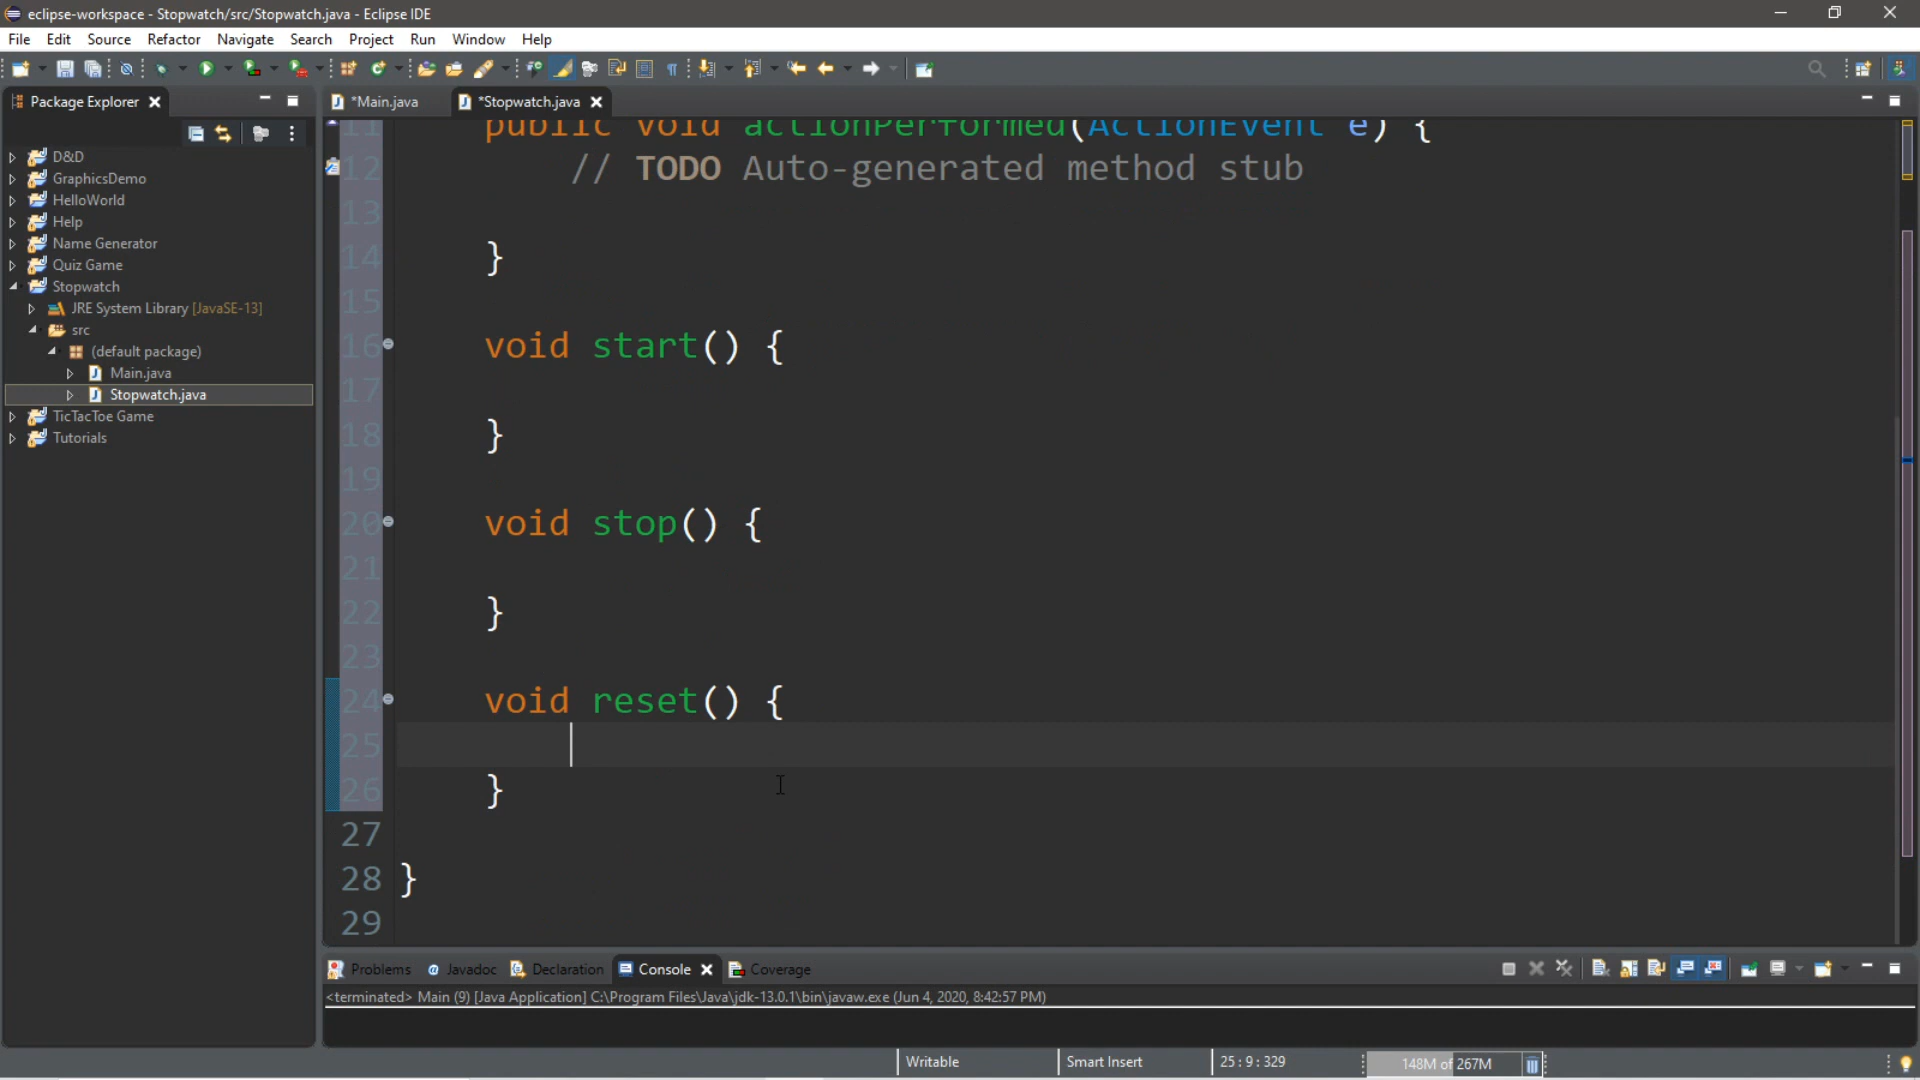 eclipse-workspace - Stopwatch/src/Stopwatch.java - Eclipse IDE
File Edit Source Refactor Navigate Search Project Run Window Help
Package Explorer
*Main.java *Stopwatch.java
D&D
GraphicsDemo
HelloWorld
Help
Name Generator
Quiz Game
Stopwatch
JRE System Library [JavaSE-13]
src
(default package)
Main.java
Stopwatch.java
TicTacToe Game
Tutorials
11 public void actionPerformed(ActionEvent e) {
12 // TODO Auto-generated method stub
13
14 }
15
16 void start() {
17
18 }
19
20 void stop() {
21
22 }
23
24 void reset() {
25
26 }
27
28 }
29
Problems Javadoc Declaration Console Coverage
<terminated> Main (9) [Java Application] C:\Program Files\Java\jdk-13.0.1\bin\javaw.exe (Jun 4, 2020, 8:42:57 PM)
Writable Smart Insert 25 : 9 : 329 148M of 267M